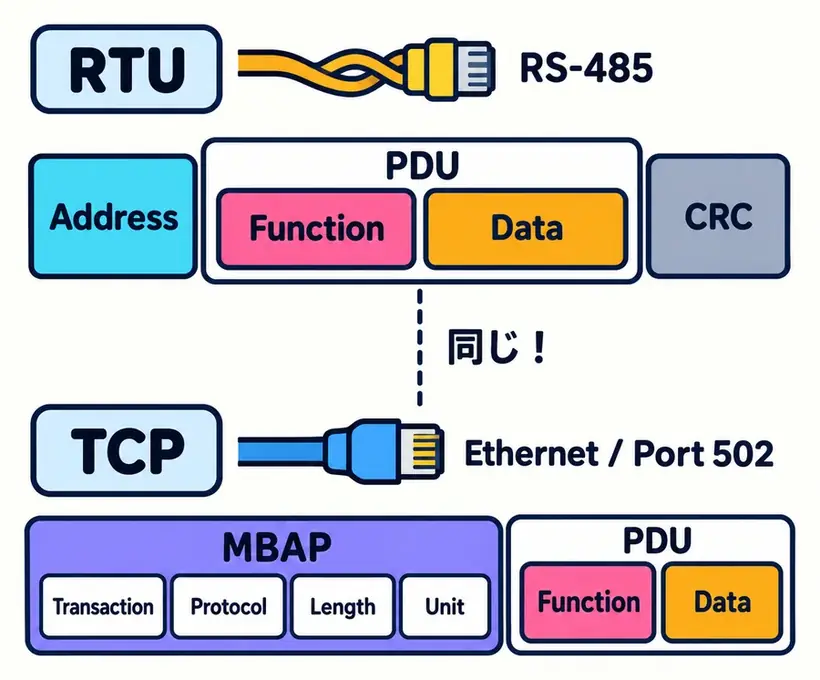 RTU
RS-485
PDU
Address
Function
Data
CRC
同じ！
TCP
Ethernet / Port 502
MBAP
Transaction
Protocol
Length
Unit
PDU
Function
Data